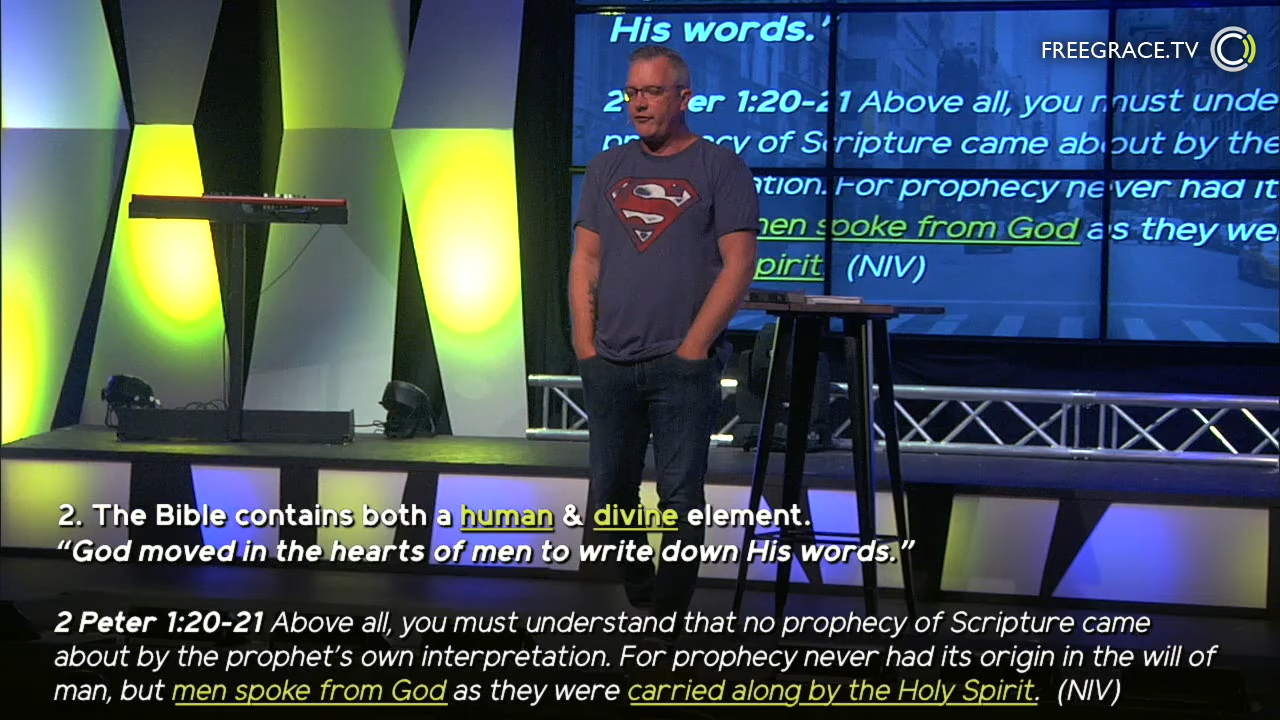 FREEGRACE.TV
His words."
2 Peter 1:20-21 Above all, you must unde
prophecy of Scripture came about by the
ation. For prophecy never had it
men spoke from God as they we
pirit. (NIV)
2. The Bible contains both a human & divine element.
“God moved in the hearts of men to write down His words.”
2 Peter 1:20-21 Above all, you must understand that no prophecy of Scripture came
about by the prophet’s own interpretation. For prophecy never had its origin in the will of
man, but men spoke from God as they were carried along by the Holy Spirit. (NIV)